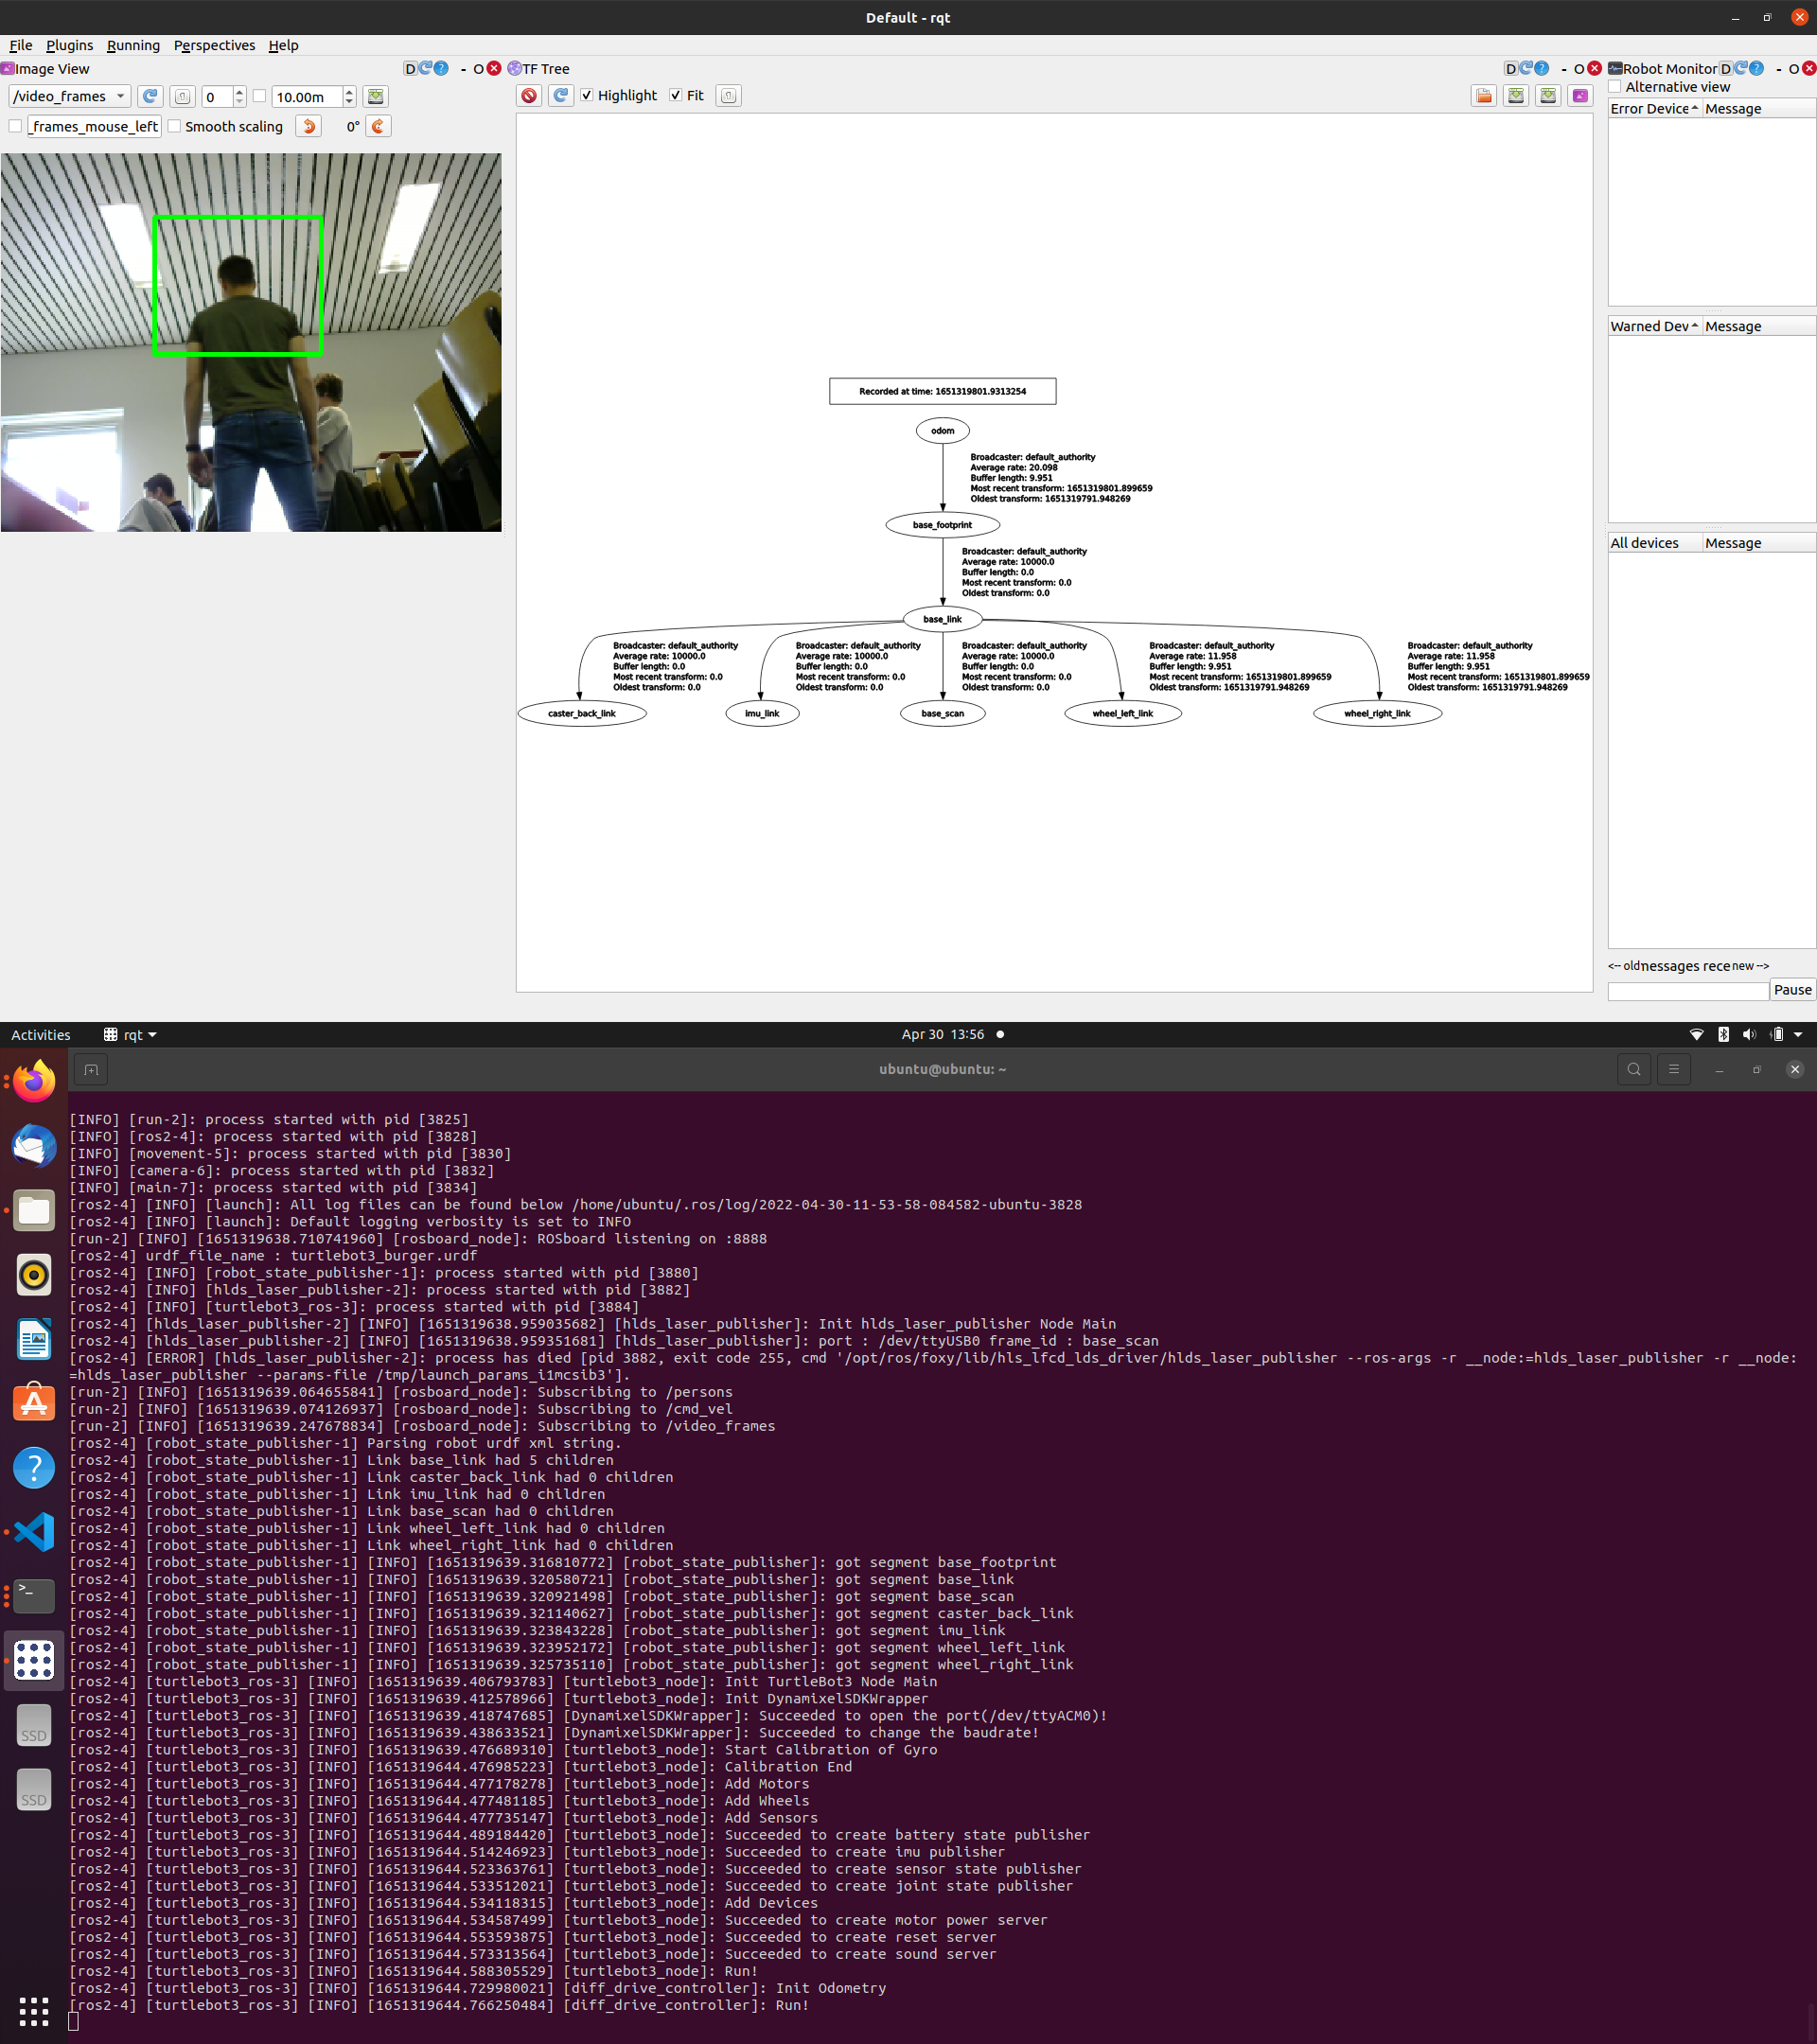 Default - rqt
File Plugins Running Perspectives Help
Image View
D - O
TF Tree
D - O
Robot Monitor D - O
/video_frames 0 10.00m
Highlight Fit
Alternative view
_frames_mouse_left Smooth scaling 0°
Error Device Message
Warned Dev Message
All devices Message
Recorded at time: 1651319801.9313254
odom
Broadcaster: default_authority
Average rate: 20.098
Buffer length: 9.951
Most recent transform: 1651319801.899659
Oldest transform: 1651319791.948269
base_footprint
Broadcaster: default_authority
Average rate: 10000.0
Buffer length: 0.0
Most recent transform: 0.0
Oldest transform: 0.0
base_link
Broadcaster: default_authority
Average rate: 10000.0
Buffer length: 0.0
Most recent transform: 0.0
Oldest transform: 0.0
Broadcaster: default_authority
Average rate: 10000.0
Buffer length: 0.0
Most recent transform: 0.0
Oldest transform: 0.0
Broadcaster: default_authority
Average rate: 10000.0
Buffer length: 0.0
Most recent transform: 0.0
Oldest transform: 0.0
Broadcaster: default_authority
Average rate: 11.958
Buffer length: 9.951
Most recent transform: 1651319801.899659
Oldest transform: 1651319791.948269
Broadcaster: default_authority
Average rate: 11.958
Buffer length: 9.951
Most recent transform: 1651319801.899659
Oldest transform: 1651319791.948269
caster_back_link
imu_link
base_scan
wheel_left_link
wheel_right_link
<-- old messages rece new -->
Pause
Activities rqt Apr 30 13:56
ubuntu@ubuntu: ~
[INFO] [run-2]: process started with pid [3825]
[INFO] [ros2-4]: process started with pid [3828]
[INFO] [movement-5]: process started with pid [3830]
[INFO] [camera-6]: process started with pid [3832]
[INFO] [main-7]: process started with pid [3834]
[ros2-4] [INFO] [launch]: All log files can be found below /home/ubuntu/.ros/log/2022-04-30-11-53-58-084582-ubuntu-3828
[ros2-4] [INFO] [launch]: Default logging verbosity is set to INFO
[run-2] [INFO] [1651319638.710741960] [rosboard_node]: ROSboard listening on :8888
[ros2-4] urdf_file_name : turtlebot3_burger.urdf
[ros2-4] [INFO] [robot_state_publisher-1]: process started with pid [3880]
[ros2-4] [INFO] [hlds_laser_publisher-2]: process started with pid [3882]
[ros2-4] [INFO] [turtlebot3_ros-3]: process started with pid [3884]
[ros2-4] [hlds_laser_publisher-2] [INFO] [1651319638.959035682] [hlds_laser_publisher]: Init hlds_laser_publisher Node Main
[ros2-4] [hlds_laser_publisher-2] [INFO] [1651319638.959351681] [hlds_laser_publisher]: port : /dev/ttyUSB0 frame_id : base_scan
[ros2-4] [ERROR] [hlds_laser_publisher-2]: process has died [pid 3882, exit code 255, cmd '/opt/ros/foxy/lib/hls_lfcd_lds_driver/hlds_laser_publisher --ros-args -r __node:=hlds_laser_publisher -r __node:
=hlds_laser_publisher --params-file /tmp/launch_params_i1mcsib3'].
[run-2] [INFO] [1651319639.064655841] [rosboard_node]: Subscribing to /persons
[run-2] [INFO] [1651319639.074126937] [rosboard_node]: Subscribing to /cmd_vel
[run-2] [INFO] [1651319639.247678834] [rosboard_node]: Subscribing to /video_frames
[ros2-4] [robot_state_publisher-1] Parsing robot urdf xml string.
[ros2-4] [robot_state_publisher-1] Link base_link had 5 children
[ros2-4] [robot_state_publisher-1] Link caster_back_link had 0 children
[ros2-4] [robot_state_publisher-1] Link imu_link had 0 children
[ros2-4] [robot_state_publisher-1] Link base_scan had 0 children
[ros2-4] [robot_state_publisher-1] Link wheel_left_link had 0 children
[ros2-4] [robot_state_publisher-1] Link wheel_right_link had 0 children
[ros2-4] [robot_state_publisher-1] [INFO] [1651319639.316810772] [robot_state_publisher]: got segment base_footprint
[ros2-4] [robot_state_publisher-1] [INFO] [1651319639.320580721] [robot_state_publisher]: got segment base_link
[ros2-4] [robot_state_publisher-1] [INFO] [1651319639.320921498] [robot_state_publisher]: got segment base_scan
[ros2-4] [robot_state_publisher-1] [INFO] [1651319639.321140627] [robot_state_publisher]: got segment caster_back_link
[ros2-4] [robot_state_publisher-1] [INFO] [1651319639.323843228] [robot_state_publisher]: got segment imu_link
[ros2-4] [robot_state_publisher-1] [INFO] [1651319639.323952172] [robot_state_publisher]: got segment wheel_left_link
[ros2-4] [robot_state_publisher-1] [INFO] [1651319639.325735110] [robot_state_publisher]: got segment wheel_right_link
[ros2-4] [turtlebot3_ros-3] [INFO] [1651319639.406793783] [turtlebot3_node]: Init TurtleBot3 Node Main
[ros2-4] [turtlebot3_ros-3] [INFO] [1651319639.412578966] [turtlebot3_node]: Init DynamixelSDKWrapper
[ros2-4] [turtlebot3_ros-3] [INFO] [1651319639.418747685] [DynamixelSDKWrapper]: Succeeded to open the port(/dev/ttyACM0)!
[ros2-4] [turtlebot3_ros-3] [INFO] [1651319639.438633521] [DynamixelSDKWrapper]: Succeeded to change the baudrate!
[ros2-4] [turtlebot3_ros-3] [INFO] [1651319639.476689310] [turtlebot3_node]: Start Calibration of Gyro
[ros2-4] [turtlebot3_ros-3] [INFO] [1651319644.476985223] [turtlebot3_node]: Calibration End
[ros2-4] [turtlebot3_ros-3] [INFO] [1651319644.477178278] [turtlebot3_node]: Add Motors
[ros2-4] [turtlebot3_ros-3] [INFO] [1651319644.477481185] [turtlebot3_node]: Add Wheels
[ros2-4] [turtlebot3_ros-3] [INFO] [1651319644.477735147] [turtlebot3_node]: Add Sensors
[ros2-4] [turtlebot3_ros-3] [INFO] [1651319644.489184420] [turtlebot3_node]: Succeeded to create battery state publisher
[ros2-4] [turtlebot3_ros-3] [INFO] [1651319644.514246923] [turtlebot3_node]: Succeeded to create imu publisher
[ros2-4] [turtlebot3_ros-3] [INFO] [1651319644.523363761] [turtlebot3_node]: Succeeded to create sensor state publisher
[ros2-4] [turtlebot3_ros-3] [INFO] [1651319644.533512021] [turtlebot3_node]: Succeeded to create joint state publisher
[ros2-4] [turtlebot3_ros-3] [INFO] [1651319644.534118315] [turtlebot3_node]: Add Devices
[ros2-4] [turtlebot3_ros-3] [INFO] [1651319644.534587499] [turtlebot3_node]: Succeeded to create motor power server
[ros2-4] [turtlebot3_ros-3] [INFO] [1651319644.553593875] [turtlebot3_node]: Succeeded to create reset server
[ros2-4] [turtlebot3_ros-3] [INFO] [1651319644.573313564] [turtlebot3_node]: Succeeded to create sound server
[ros2-4] [turtlebot3_ros-3] [INFO] [1651319644.588305529] [turtlebot3_node]: Run!
[ros2-4] [turtlebot3_ros-3] [INFO] [1651319644.729980021] [diff_drive_controller]: Init Odometry
[ros2-4] [turtlebot3_ros-3] [INFO] [1651319644.766250484] [diff_drive_controller]: Run!
SSD
SSD